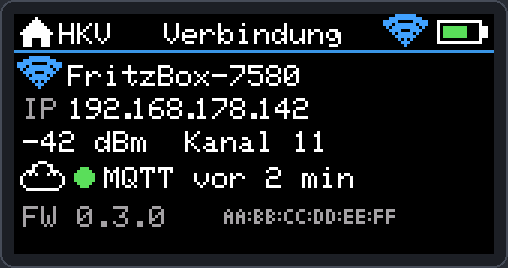 HKV Verbindung
FritzBox-7580
IP 192.168.178.142
-42 dBm Kanal 11
MQTT vor 2 min
FW 0.3.0 AA:BB:CC:DD:EE:FF